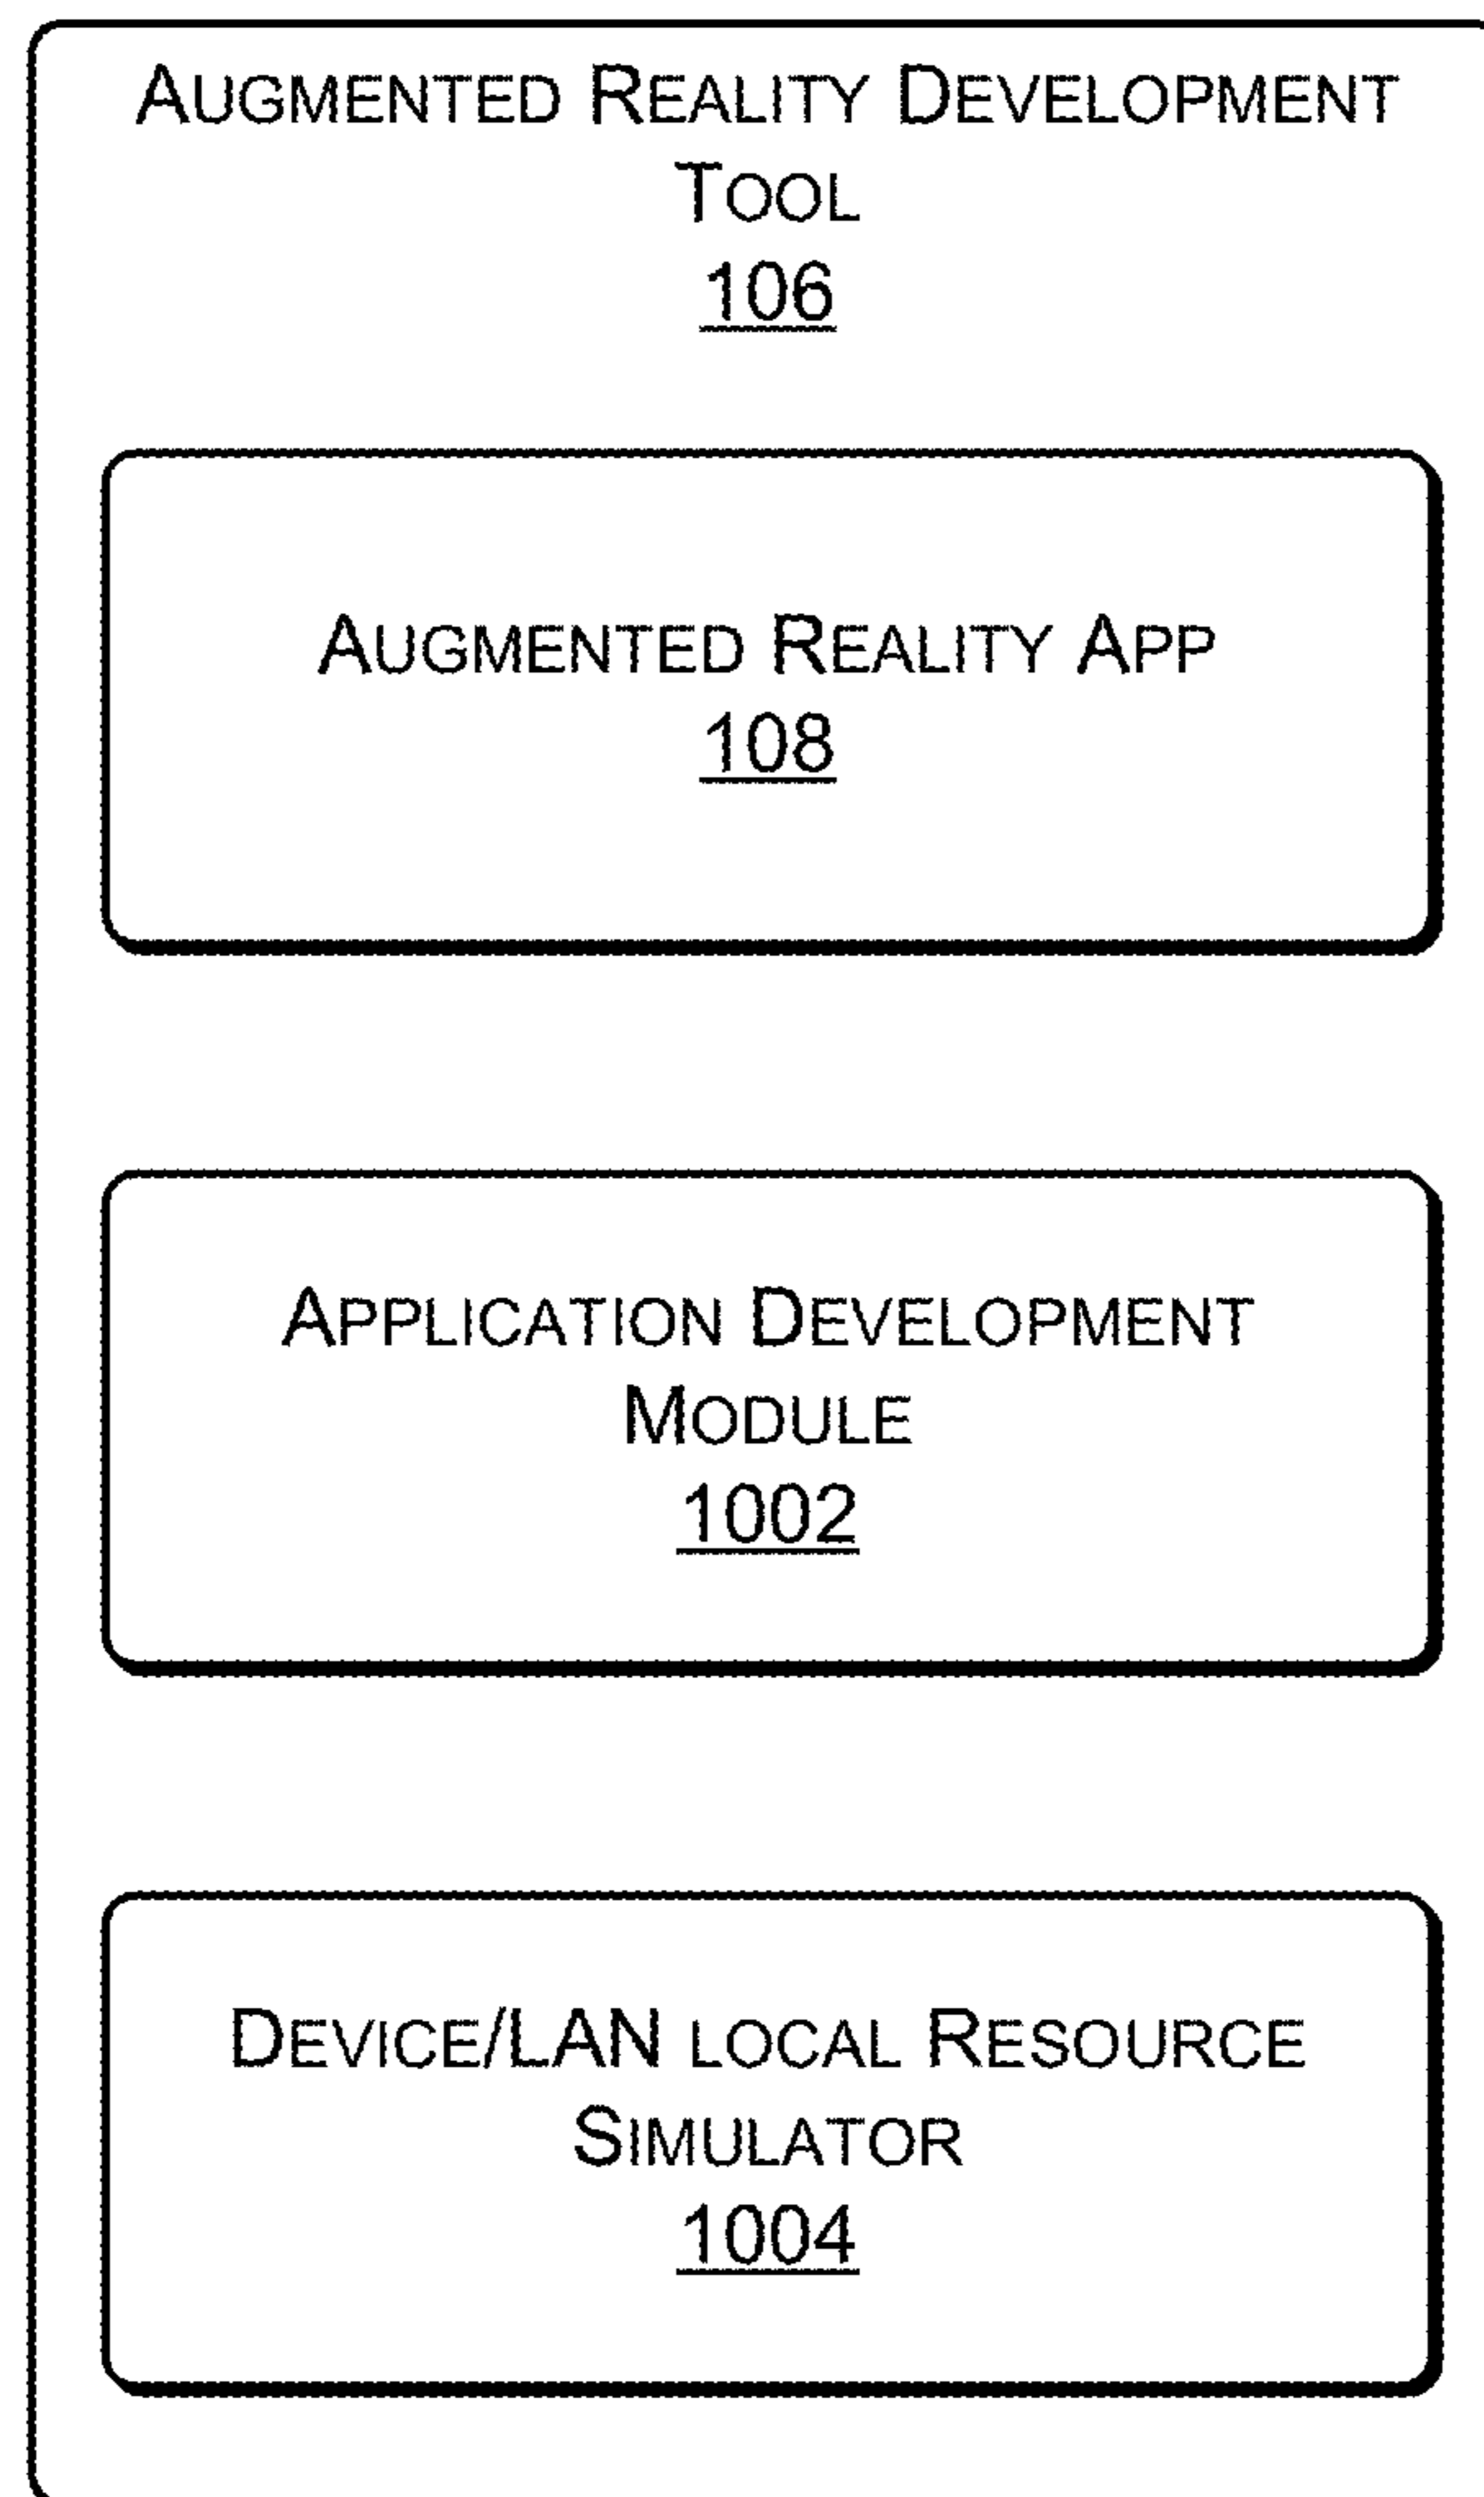 Augmented Reality Development
Tool
106
Augmented Reality App
108
Application Development
Module
1002
Device/LAN local Resource
Simulator
1004